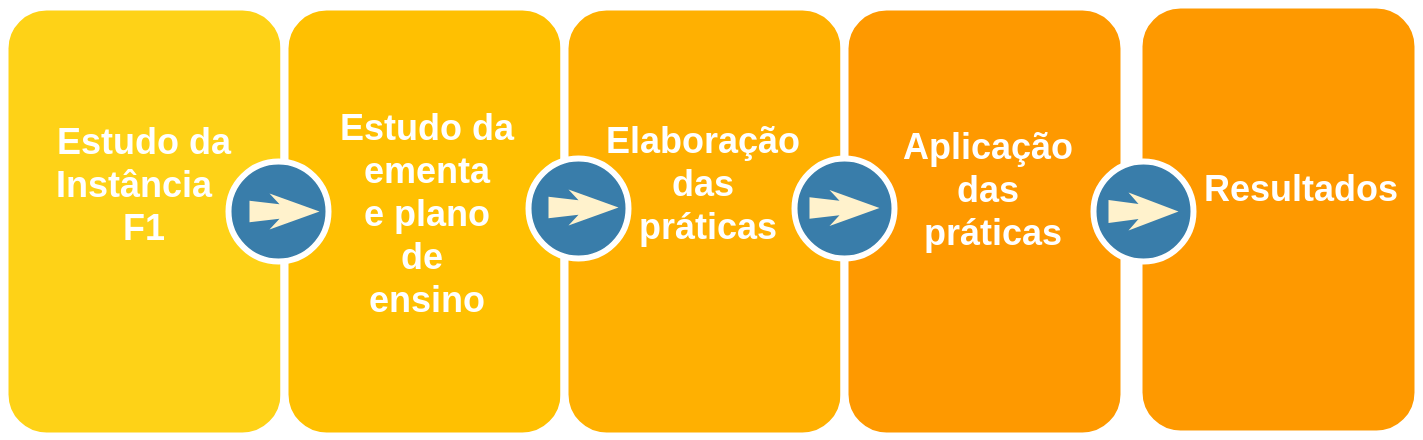 Estudo da
Instância
F1
Estudo da
ementa
e plano
de
ensino
Elaboração
das
práticas
Aplicação
das
práticas
Resultados